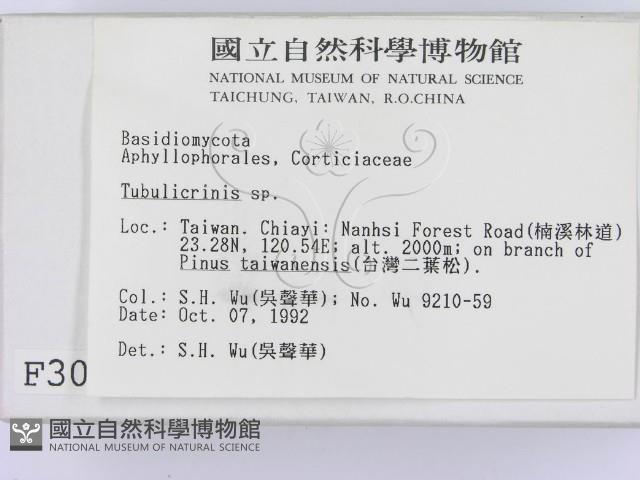 國立自然科學博物館
NATIONAL MUSEUM OF NATURAL SCIENCE
TAICHUNG, TAIWAN, R.O.CHINA
Basidiomycota
Aphyllophorales, Corticiaceae
Tubulicrinis sp.
Loc.: Taiwan. Chiayi: Nanhsi Forest Road(楠溪林道)
23.28N, 120.54E; alt. 2000m; on branch of
Pinus taiwanensis(台灣二葉松).
Col.: S.H. Wu(吳聲華); No. Wu 9210-59
Date: Oct. 07, 1992
Det.: S.H. Wu(吳聲華)
F30
國立自然科學博物館
NATIONAL MUSEUM OF NATURAL SCIENCE